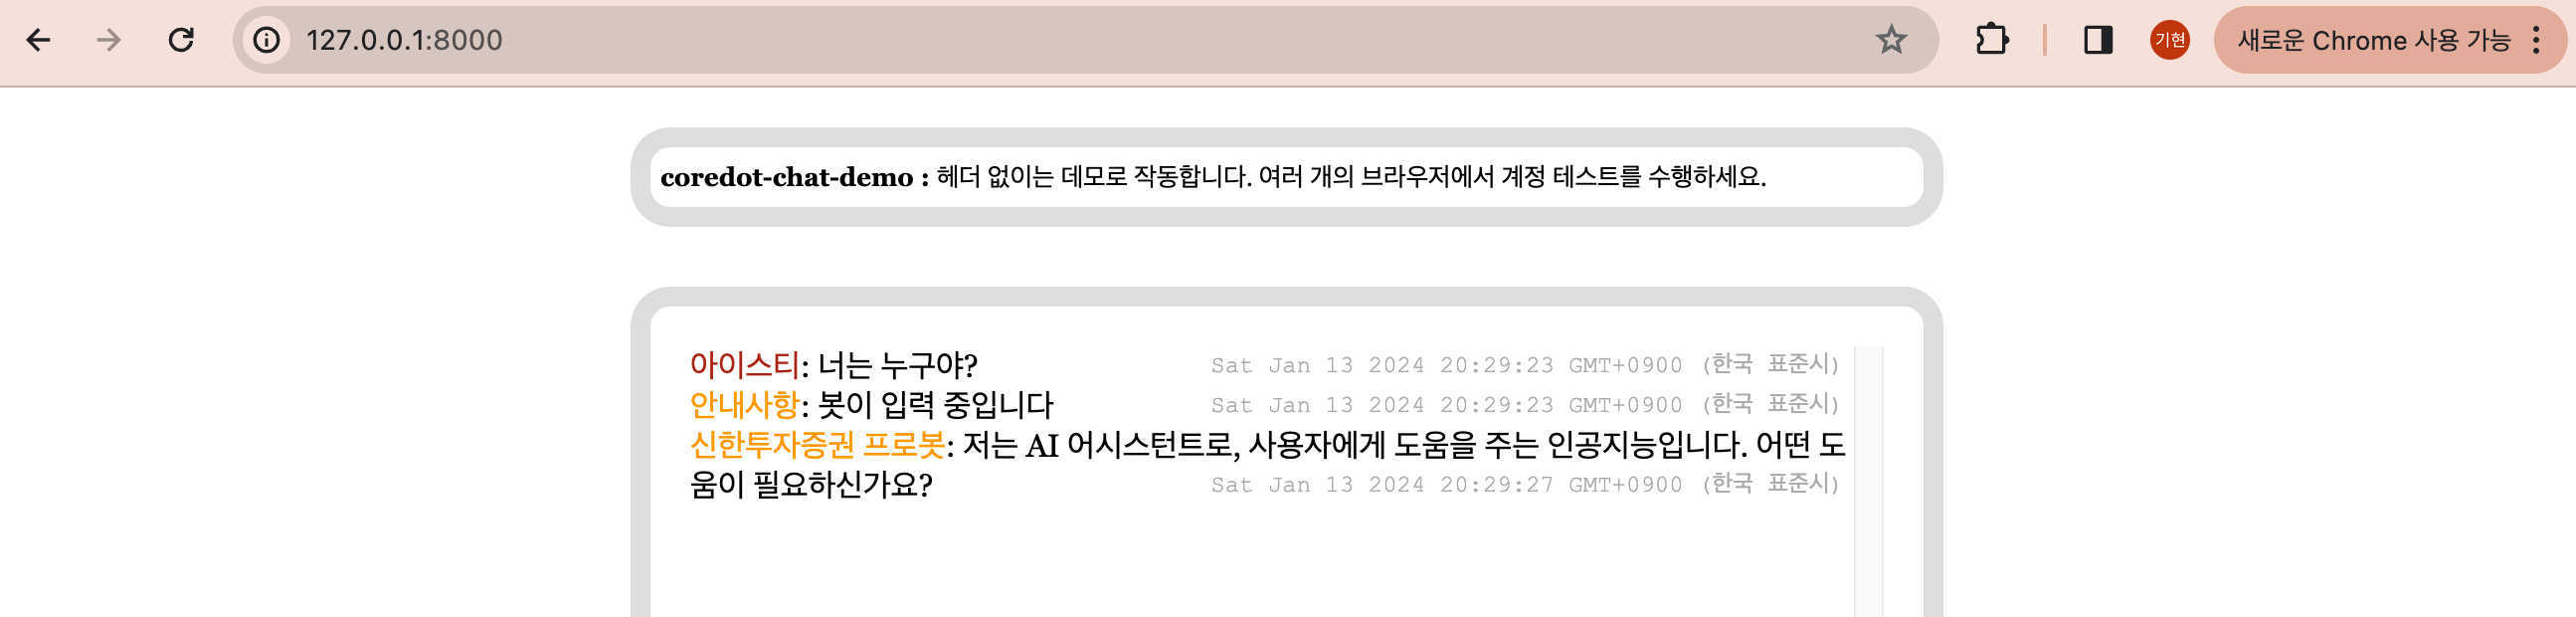 127.0.0.1:8000
기현
새로운 Chrome 사용 가능
coredot-chat-demo : 헤더 없이는 데모로 작동합니다. 여러 개의 브라우저에서 계정 테스트를 수행하세요.
아이스티: 너는 누구야? Sat Jan 13 2024 20:29:23 GMT+0900 (한국 표준시)
안내사항: 봇이 입력 중입니다 Sat Jan 13 2024 20:29:23 GMT+0900 (한국 표준시)
신한투자증권 프로봇: 저는 AI 어시스턴트로, 사용자에게 도움을 주는 인공지능입니다. 어떤 도
움이 필요하신가요? Sat Jan 13 2024 20:29:27 GMT+0900 (한국 표준시)